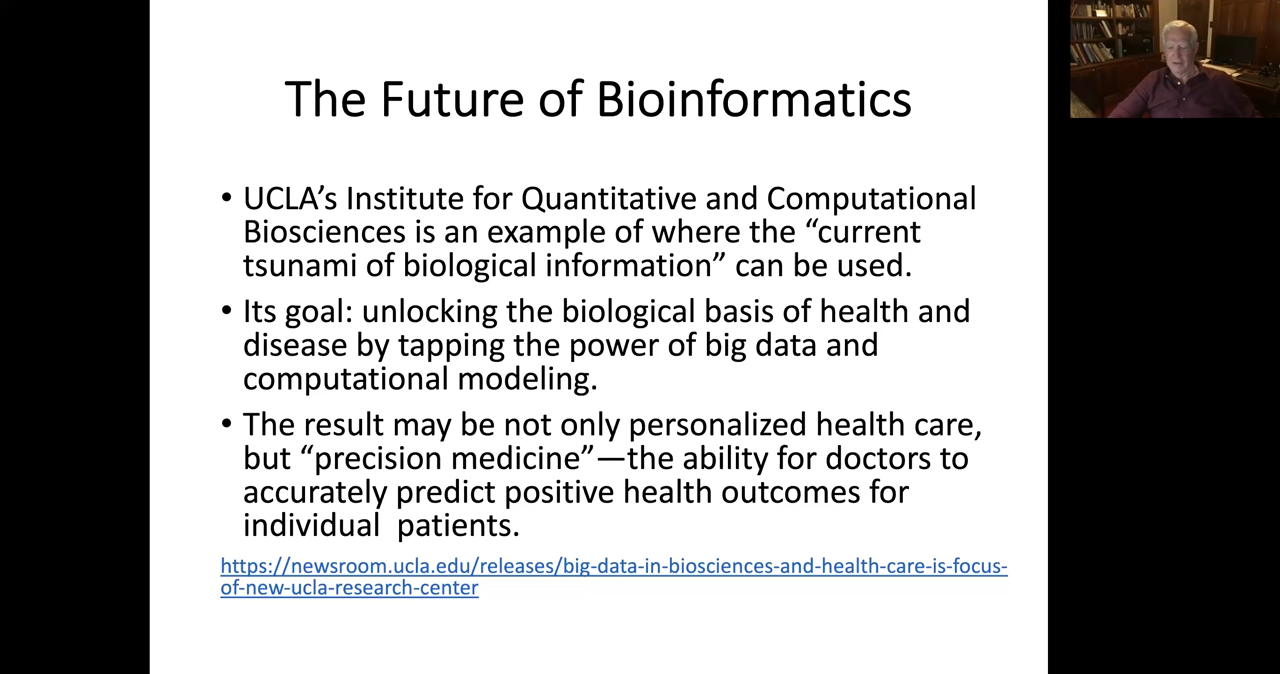 The Future of Bioinformatics
• UCLA’s Institute for Quantitative and Computational
Biosciences is an example of where the “current
tsunami of biological information” can be used.
• Its goal: unlocking the biological basis of health and
disease by tapping the power of big data and
computational modeling.
• The result may be not only personalized health care,
but “precision medicine”—the ability for doctors to
accurately predict positive health outcomes for
individual  patients.
https://newsroom.ucla.edu/releases/big-data-in-biosciences-and-health-care-is-focus-
of-new-ucla-research-center